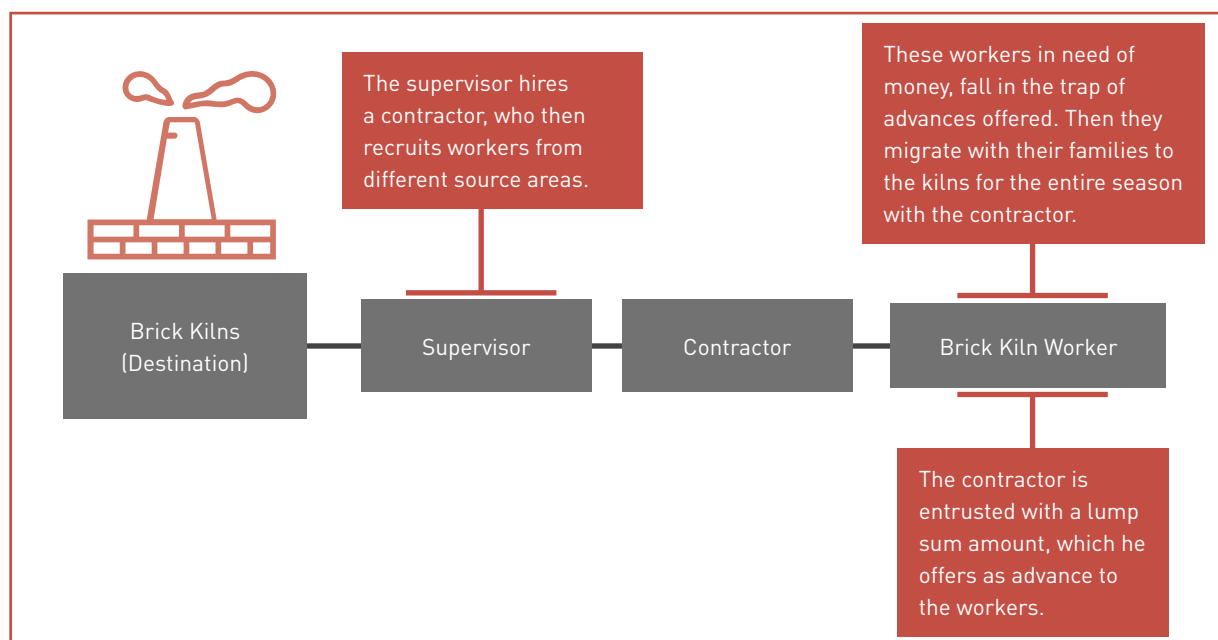 The supervisor hires
a contractor, who then
recruits workers from
different source areas.
These workers in need of
money, fall in the trap of
advances offered. Then they
migrate with their families to
the kilns for the entire season
with the contractor.
Brick Kilns
(Destination)
Supervisor
Contractor
Brick Kiln Worker
The contractor is
entrusted with a lump
sum amount, which he
offers as advance to
the workers.